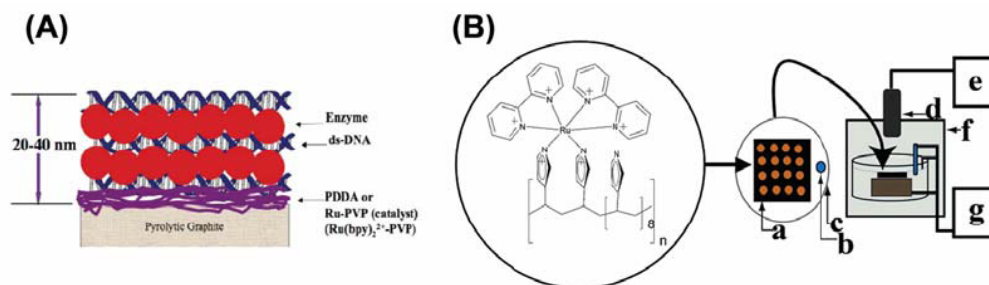 (A)
20-40 nm
Enzyme
ds-DNA
PDDA or
Ru-PVP (catalyst)
(Ru(bpy)₂²⁺-PVP)
Pyrolytic Graphite
(B)
N+
N+
N+
N+
Ru
N
N
N
8
n
a
b
c
d
e
f
g